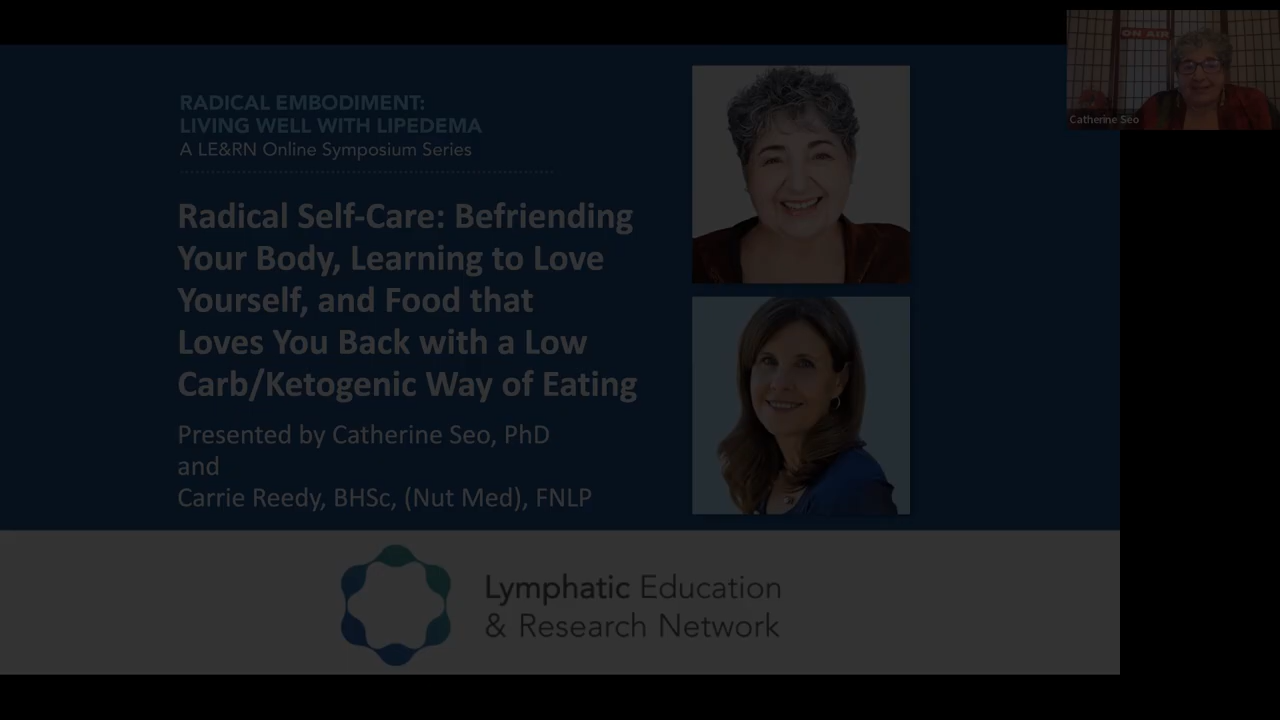 RADICAL EMBODIMENT:
LIVING WELL WITH LIPEDEMA
A LE&RN Online Symposium Series
Radical Self-Care: Befriending
Your Body, Learning to Love
Yourself, and Food that
Loves You Back with a Low
Carb/Ketogenic Way of Eating
Presented by Catherine Seo, PhD
and
Carrie Reedy, BHSc, (Nut Med), FNLP
Lymphatic Education
& Research Network
ON AIR
Catherine Seo